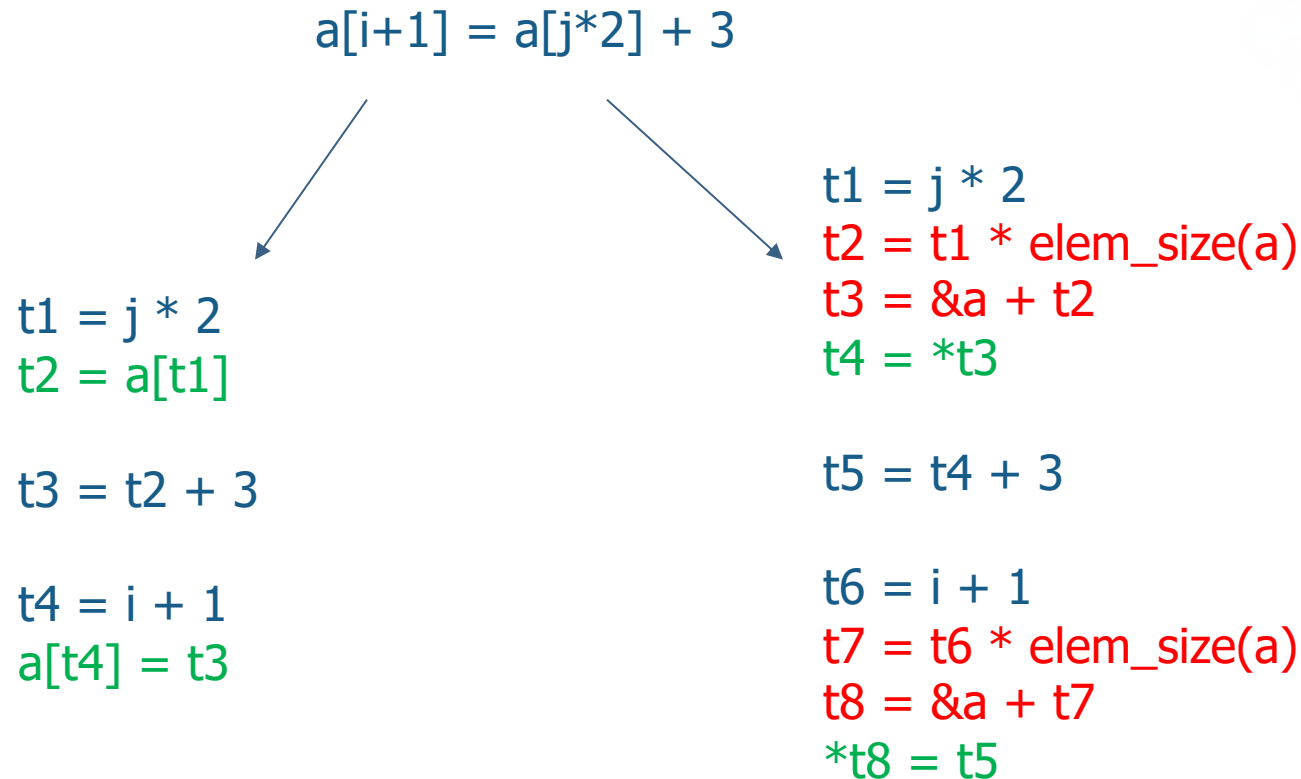 a[i+1] = a[j*2] + 3
t1 = j * 2
t2 = a[t1]
t3 = t2 + 3
t4 = i + 1
a[t4] = t3
t1 = j * 2
t2 = t1 * elem_size(a)
t3 = &a + t2
t4 = *t3
t5 = t4 + 3
t6 = i + 1
t7 = t6 * elem_size(a)
t8 = &a + t7
*t8 = t5